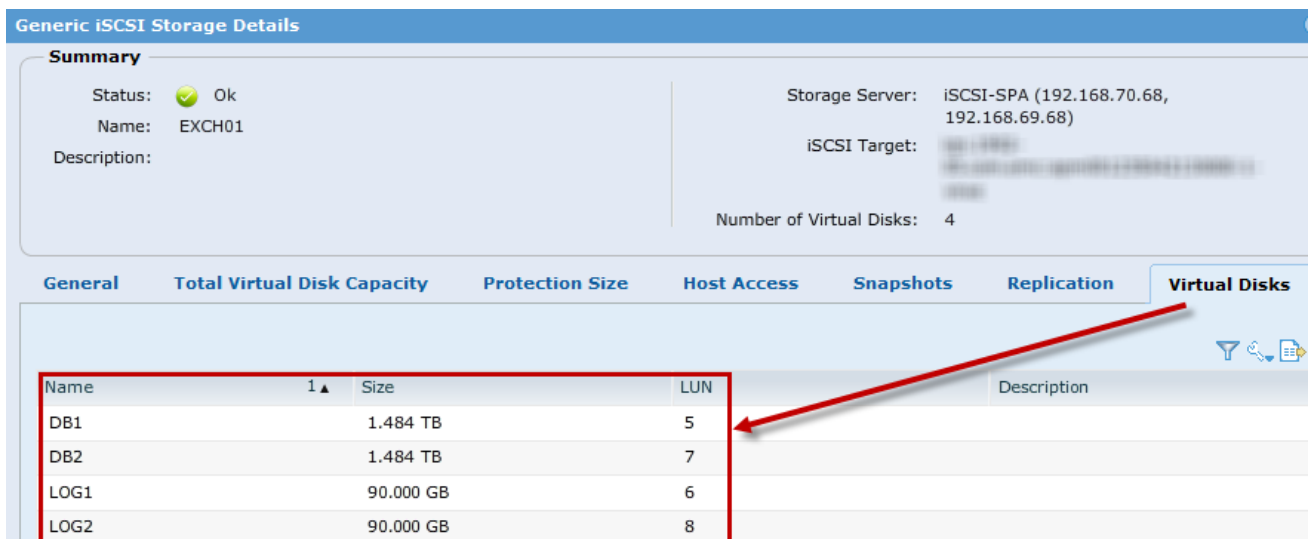 Generic iSCSI Storage Details
Summary
Status: Ok
Name: EXCH01
Description:
Storage Server: iSCSI-SPA (192.168.70.68,
192.168.69.68)
iSCSI Target:
Number of Virtual Disks: 4
General Total Virtual Disk Capacity Protection Size Host Access Snapshots Replication Virtual Disks
Name 1 Size LUN Description
DB1 1.484 TB 5
DB2 1.484 TB 7
LOG1 90.000 GB 6
LOG2 90.000 GB 8